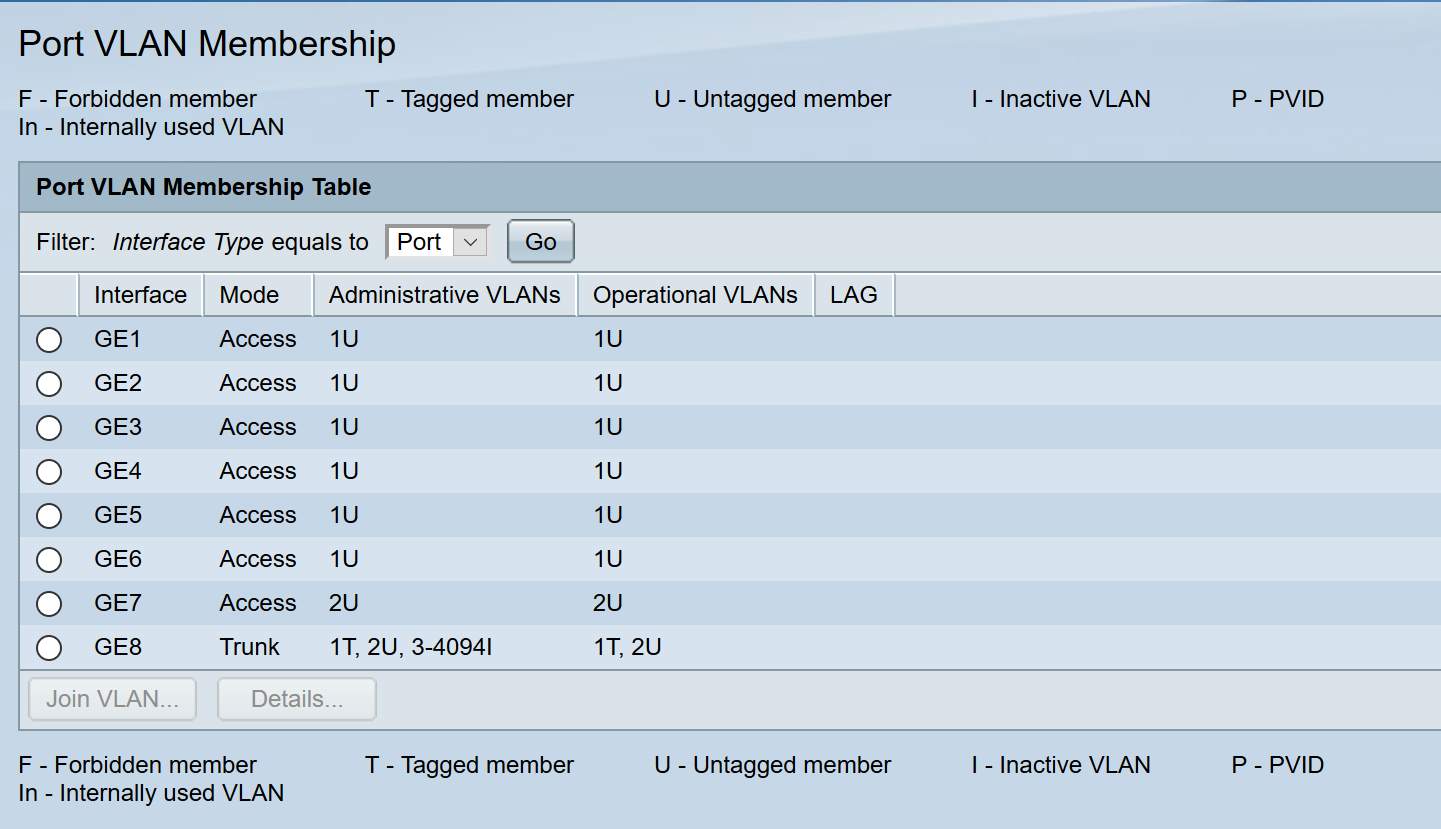 Port VLAN Membership
F - Forbidden member T - Tagged member U - Untagged member I - Inactive VLAN P - PVID
In - Internally used VLAN
Port VLAN Membership Table
Filter: Interface Type equals to Port Go
Interface Mode Administrative VLANs Operational VLANs LAG
GE1 Access 1U 1U
GE2 Access 1U 1U
GE3 Access 1U 1U
GE4 Access 1U 1U
GE5 Access 1U 1U
GE6 Access 1U 1U
GE7 Access 2U 2U
GE8 Trunk 1T, 2U, 3-4094I 1T, 2U
Join VLAN... Details...
F - Forbidden member T - Tagged member U - Untagged member I - Inactive VLAN P - PVID
In - Internally used VLAN